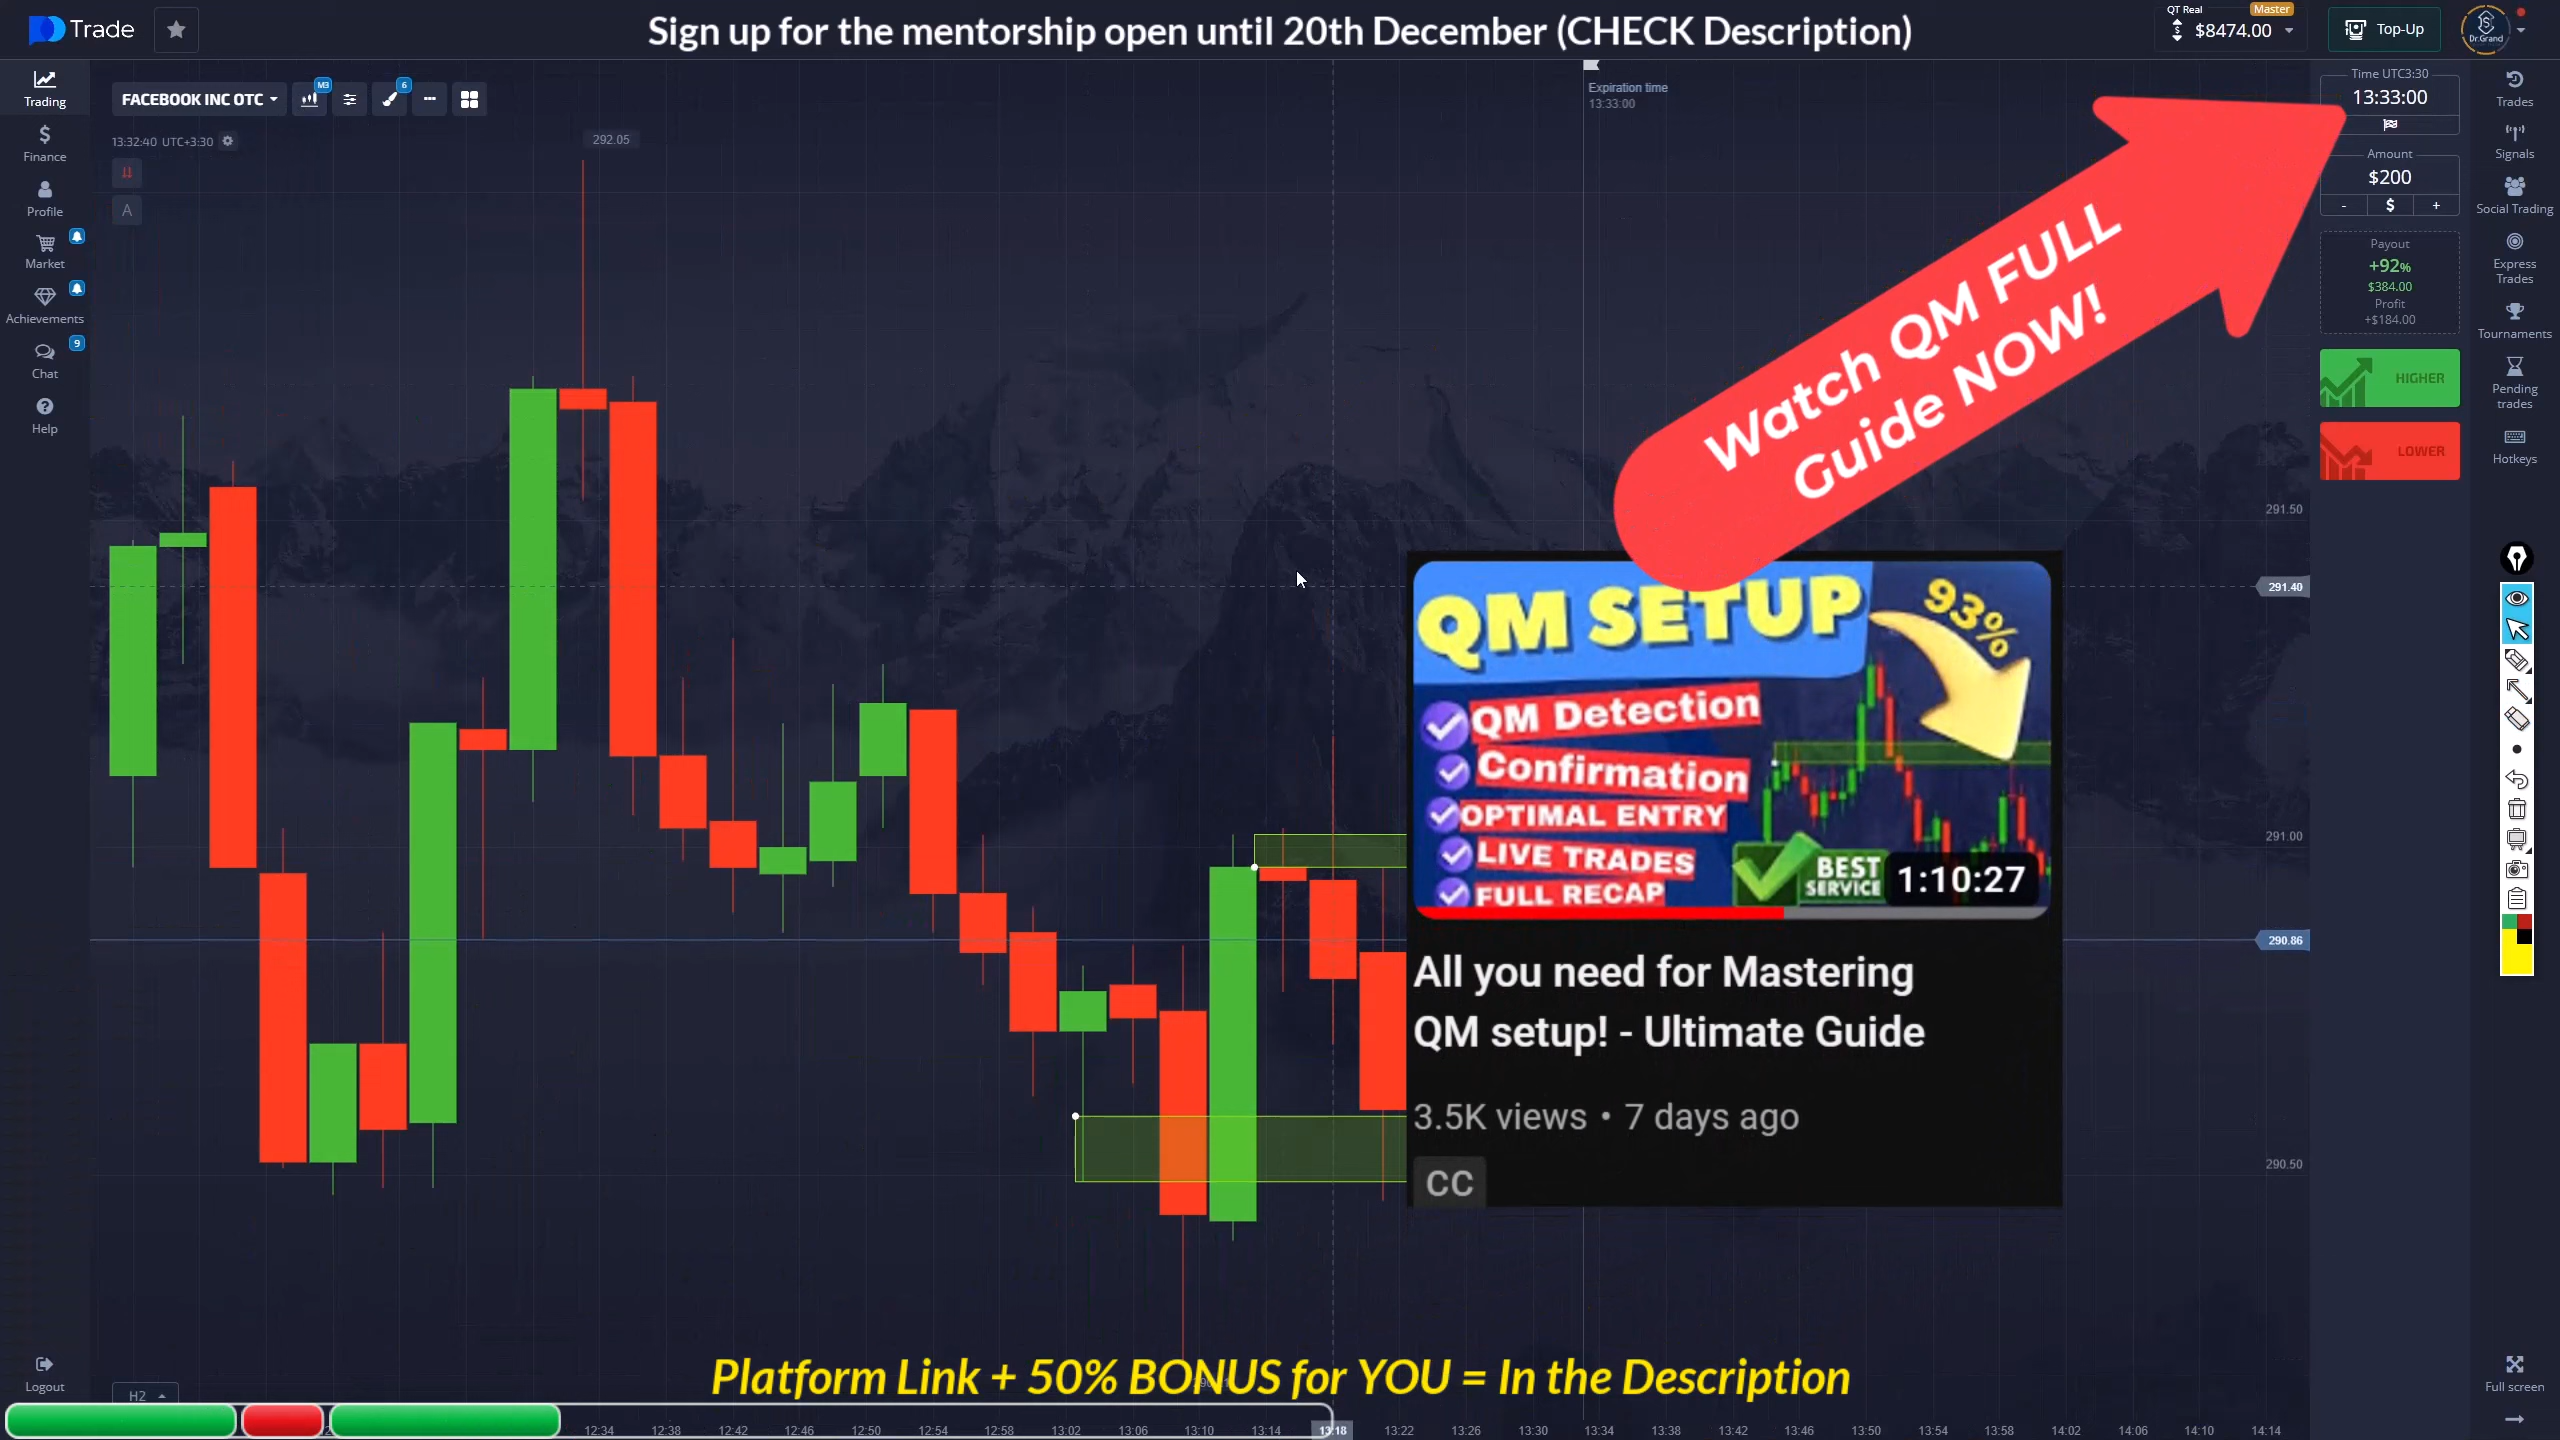 Trade
Sign up for the mentorship open until 20th December (CHECK Description)
QT Real
Master
$8474.00
Top-Up
Dr.Grand
Trading
Finance
Profile
Market
Achievements
9
Chat
Help
Logout
FACEBOOK INC OTC
M3
6
13:32:40 UTC+3:30
A
292.05
Expiration time
13:33:00
Watch QM FULL
Guide NOW!
Time UTC3:30
13:33:00
Amount
$200
- $ +
Payout
+92%
$384.00
Profit
+$184.00
HIGHER
LOWER
Trades
Signals
Social Trading
Express
Trades
Tournaments
Pending
trades
Hotkeys
Full screen
291.50
291.40
291.00
290.86
290.50
QM SETUP
93%
QM Detection
Confirmation
OPTIMAL ENTRY
LIVE TRADES
FULL RECAP
BEST
SERVICE
1:10:27
All you need for Mastering
QM setup! - Ultimate Guide
3.5K views • 7 days ago
CC
Platform Link + 50% BONUS for YOU = In the Description
H2
12:34 12:38 12:42 12:46 12:50 12:54 12:58 13:02 13:06 13:10 13:14 13:18 13:22 13:26 13:30 13:34 13:38 13:42 13:46 13:50 13:54 13:58 14:02 14:06 14:10 14:14